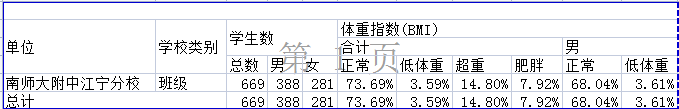 体重指数(BMI)
单位 学校类别 学生数 合计 男
总数 男 女 正常 低体重 超重 肥胖 正常 低体重
南师大附中江宁分校 班级 669 388 281 73.69% 3.59% 14.80% 7.92% 68.04% 3.61%
总计 669 388 281 73.69% 3.59% 14.80% 7.92% 68.04% 3.61%
第 1 页